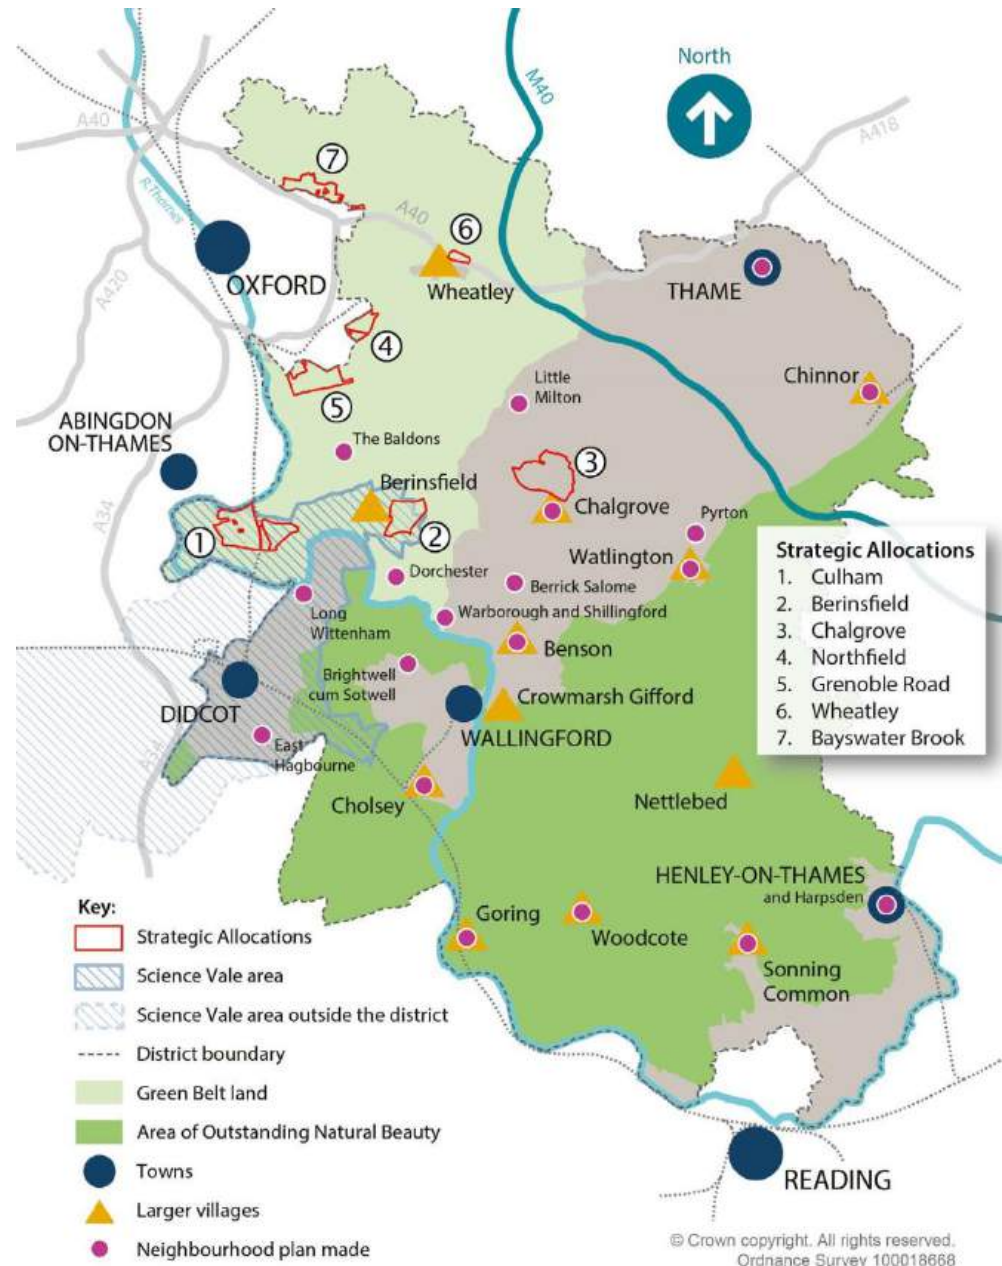 North
M40
A418
A40
R.Thames
7
A40
6
OXFORD
Wheatley
THAME
A420
4
5
Little
Milton
Chinnor
ABINGDON
ON-THAMES
The Baldons
3
Berinsfield
Chalgrove
A34
1
2
Pyrton
Watlington
Dorchester
Berrick Salome
Long
Wittenham
Warborough and Shillingford
Benson
Brightwell
cum Sotwell
Crowmarsh Gifford
DIDCOT
WALLINGFORD
East
Hagbourne
A34
Cholsey
Nettlebed
Strategic Allocations
1. Culham
2. Berinsfield
3. Chalgrove
4. Northfield
5. Grenoble Road
6. Wheatley
7. Bayswater Brook
HENLEY-ON-THAMES
and Harpsden
Goring
Woodcote
Sonning
Common
READING
Key:
Strategic Allocations
Science Vale area
Science Vale area outside the district
District boundary
Green Belt land
Area of Outstanding Natural Beauty
Towns
Larger villages
Neighbourhood plan made
© Crown copyright. All rights reserved.
Ordnance Survey 100018668